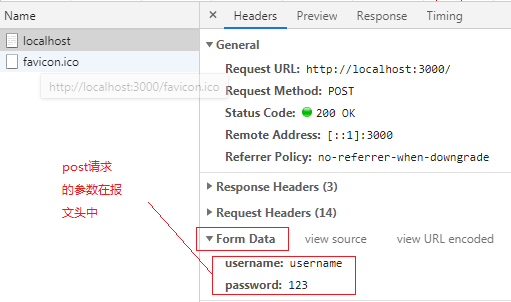 Name
localhost
favicon.ico
http://localhost:3000/favicon.ico
post请求
的参数在报
文头中
Headers Preview Response Timing
General
Request URL: http://localhost:3000/
Request Method: POST
Status Code: 200 OK
Remote Address: [::1]:3000
Referrer Policy: no-referrer-when-downgrade
Response Headers (3)
Request Headers (14)
Form Data view source view URL encoded
username: username
password: 123